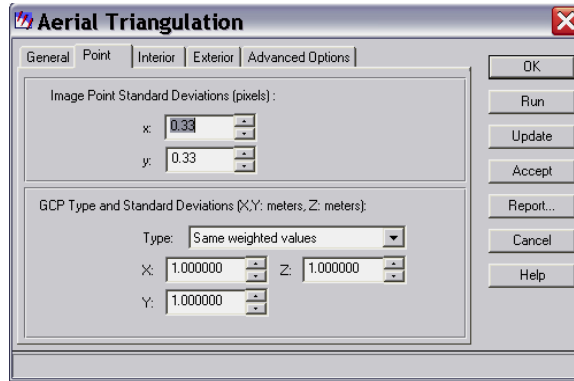 Aerial Triangulation
General Point Interior Exterior Advanced Options
Image Point Standard Deviations (pixels) :
x: 0.33
y: 0.33
GCP Type and Standard Deviations (X,Y: meters, Z: meters):
Type: Same weighted values
X: 1.000000 Z: 1.000000
Y: 1.000000
OK
Run
Update
Accept
Report...
Cancel
Help